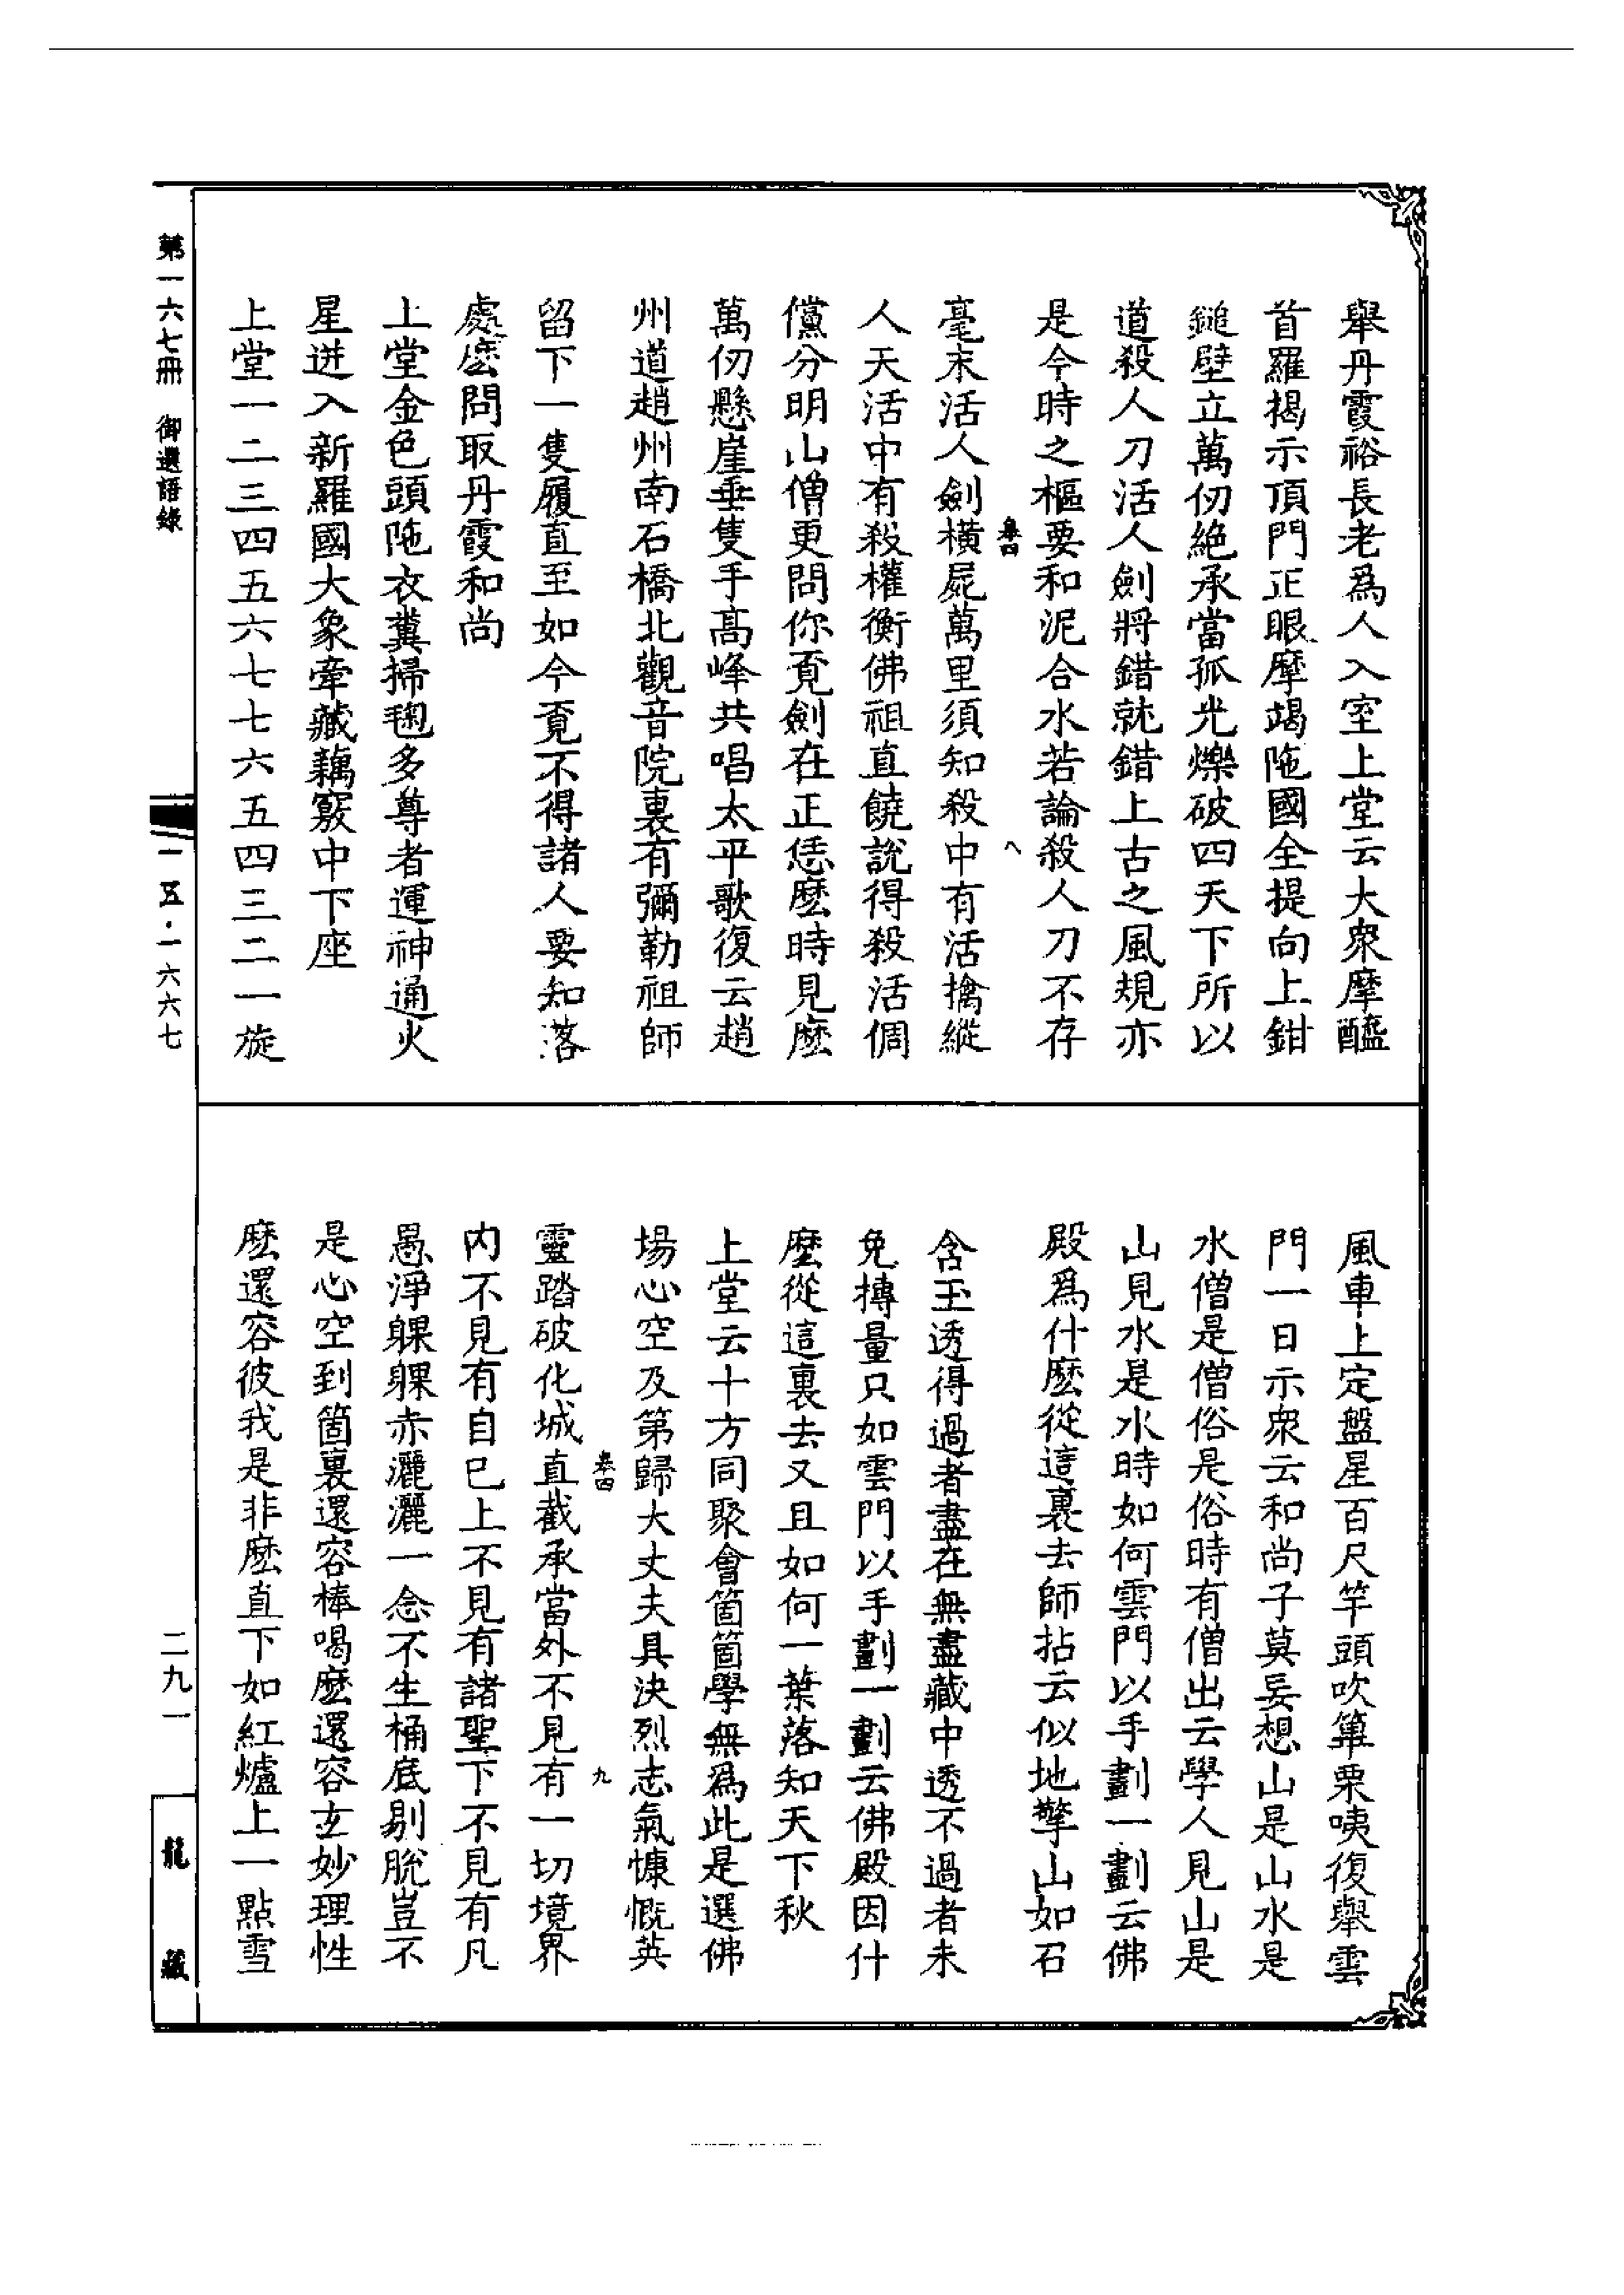 舉丹霞裕長老爲人入室上堂云大衆摩醯
首羅揭示頂門正眼摩竭陁國全提向上鉗
鎚壁立萬仞絶承當孤光爍破四天下所以
道殺人刀活人劍將錯就錯上古之風規亦
是今時之樞要和泥合水若論殺人刀不存
卷四
八
毫末活人劍橫屍萬里須知殺中有活擒縱
人天活中有殺權衡佛祖直饒說得殺活倜
儻分明山僧更問你覔劍在正恁麽時見麽
萬仞懸崖垂隻手高峰共唱太平歌復云趙
州道趙州南石橋北觀音院裏有彌勒祖師
留下一隻履直至如今覔不得諸人要知落
處麽問取丹霞和尚
上堂金色頭陁衣糞掃毱多尊者運神通火
星迸入新羅國大象牽藏藕竅中下座
上堂一二三四五六七七六五四三二一旋
風車上定盤星百尺竿頭吹篳栗咦復舉雲
門一日示衆云和尚子莫妄想山是山水是
水僧是僧俗是俗時有僧出云學人見山是
山見水是水時如何雲門以手劃一劃云佛
殿爲什麽從這裏去師拈云似地擎山如石
含玉透得過者盡在無盡藏中透不過者未
免摶量只如雲門以手劃一劃云佛殿因什
麽從這裏去又且如何一葉落知天下秋
上堂云十方同聚會箇箇學無爲此是選佛
場心空及第歸大丈夫具決烈志氣慷慨英
卷四
九
靈踏破化城直截承當外不見有一切境界
內不見有自已上不見有諸聖下不見有凡
愚淨躶躶赤灑灑一念不生桶底剔脫豈不
是心空到箇裏還容棒喝麽還容玄妙理性
麽還容彼我是非麽直下如紅爐上一點雪
第一六七冊 御選語錄
一五·一六六七
二九一
龍藏